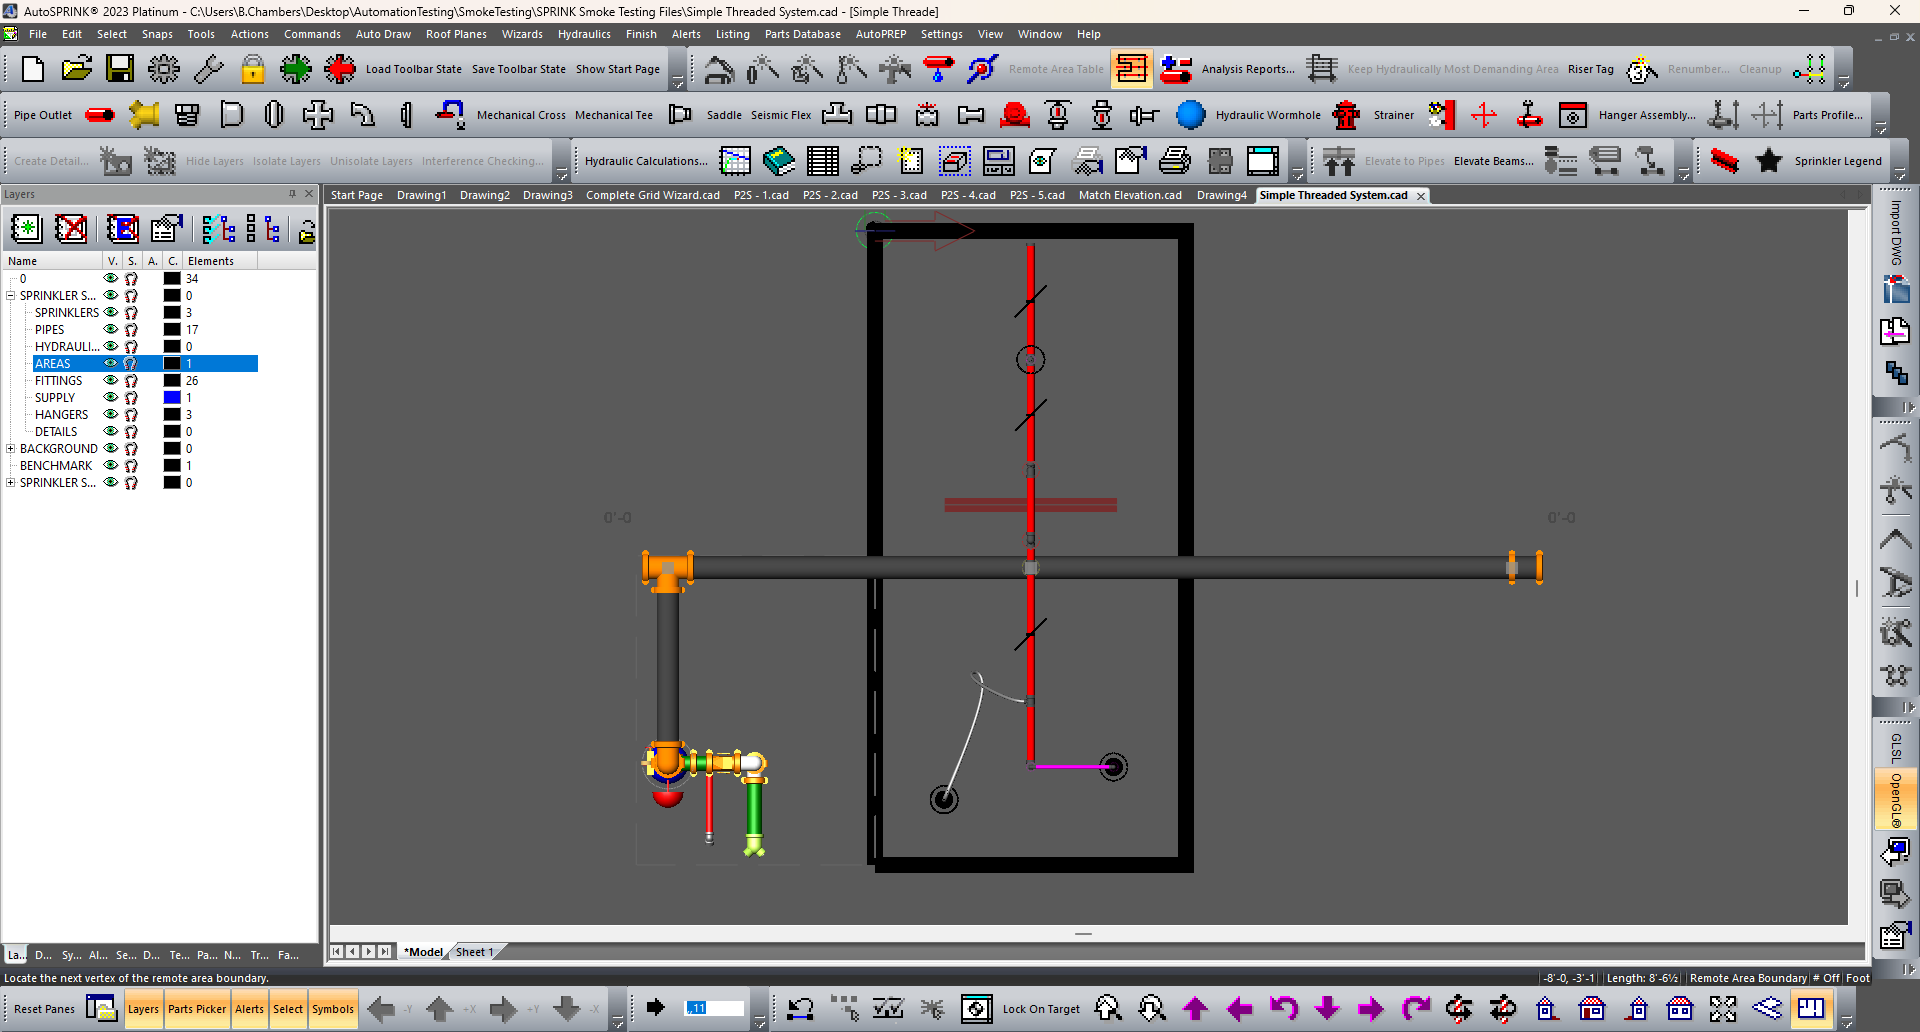 AutoSPRINK® 2023 Platinum - C:\Users\B.Chambers\Desktop\AutomationTesting\SmokeTesting\SPRINK Smoke Testing Files\Simple Threaded System.cad - [Simple Threade]
File Edit Select Snaps Tools Actions Commands Auto Draw Roof Planes Wizards Hydraulics Finish Alerts Listing Parts Database AutoPREP Settings View Window Help
Load Toolbar State Save Toolbar State Show Start Page Remote Area Table Analysis Reports... Keep Hydraulically Most Demanding Area Riser Tag Renumber... Cleanup
Pipe Outlet Mechanical Cross Mechanical Tee Saddle Seismic Flex Hydraulic Wormhole Strainer Hanger Assembly... Parts Profile...
Create Detail... Hide Layers Isolate Layers Unisolate Layers Interference Checking... Hydraulic Calculations... Elevate to Pipes Elevate Beams... Sprinkler Legend
Layers
Start Page Drawing1 Drawing2 Drawing3 Complete Grid Wizard.cad P2S - 1.cad P2S - 2.cad P2S - 3.cad P2S - 4.cad P2S - 5.cad Match Elevation.cad Drawing4 Simple Threaded System.cad
Name V. S. A. C. Elements
0 34
SPRINKLER S... 0
SPRINKLERS 3
PIPES 17
HYDRAULI... 0
AREAS 1
FITTINGS 26
SUPPLY 1
HANGERS 3
DETAILS 0
BACKGROUND 0
BENCHMARK 1
SPRINKLER S... 0
0'-0
0'-0
Import DWG
GLSL
OpenGL®
La... D... Sy... Al... Se... D... Te... Pa... N... Tr... Fa...
*Model Sheet 1
Locate the next vertex of the remote area boundary.
-8'-0, -3'-1 Length: 8'-6½ Remote Area Boundary # Off Foot
Reset Panes Layers Parts Picker Alerts Select Symbols -Y +X +Y -X ,,11 Lock On Target